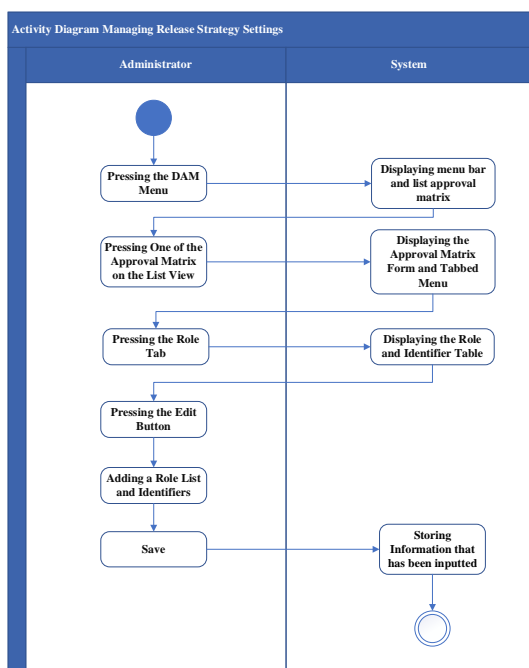 Activity Diagram Managing Release Strategy Settings
Administrator
System
Pressing the DAM
Menu
Displaying menu bar
and list approval
matrix
Pressing One of the
Approval Matrix
on the List View
Displaying the
Approval Matrix
Form and Tabbed
Menu
Pressing the Role
Tab
Displaying the Role
and Identifier Table
Pressing the Edit
Button
Adding a Role List
and Identifiers
Save
Storing
Information that
has been inputted